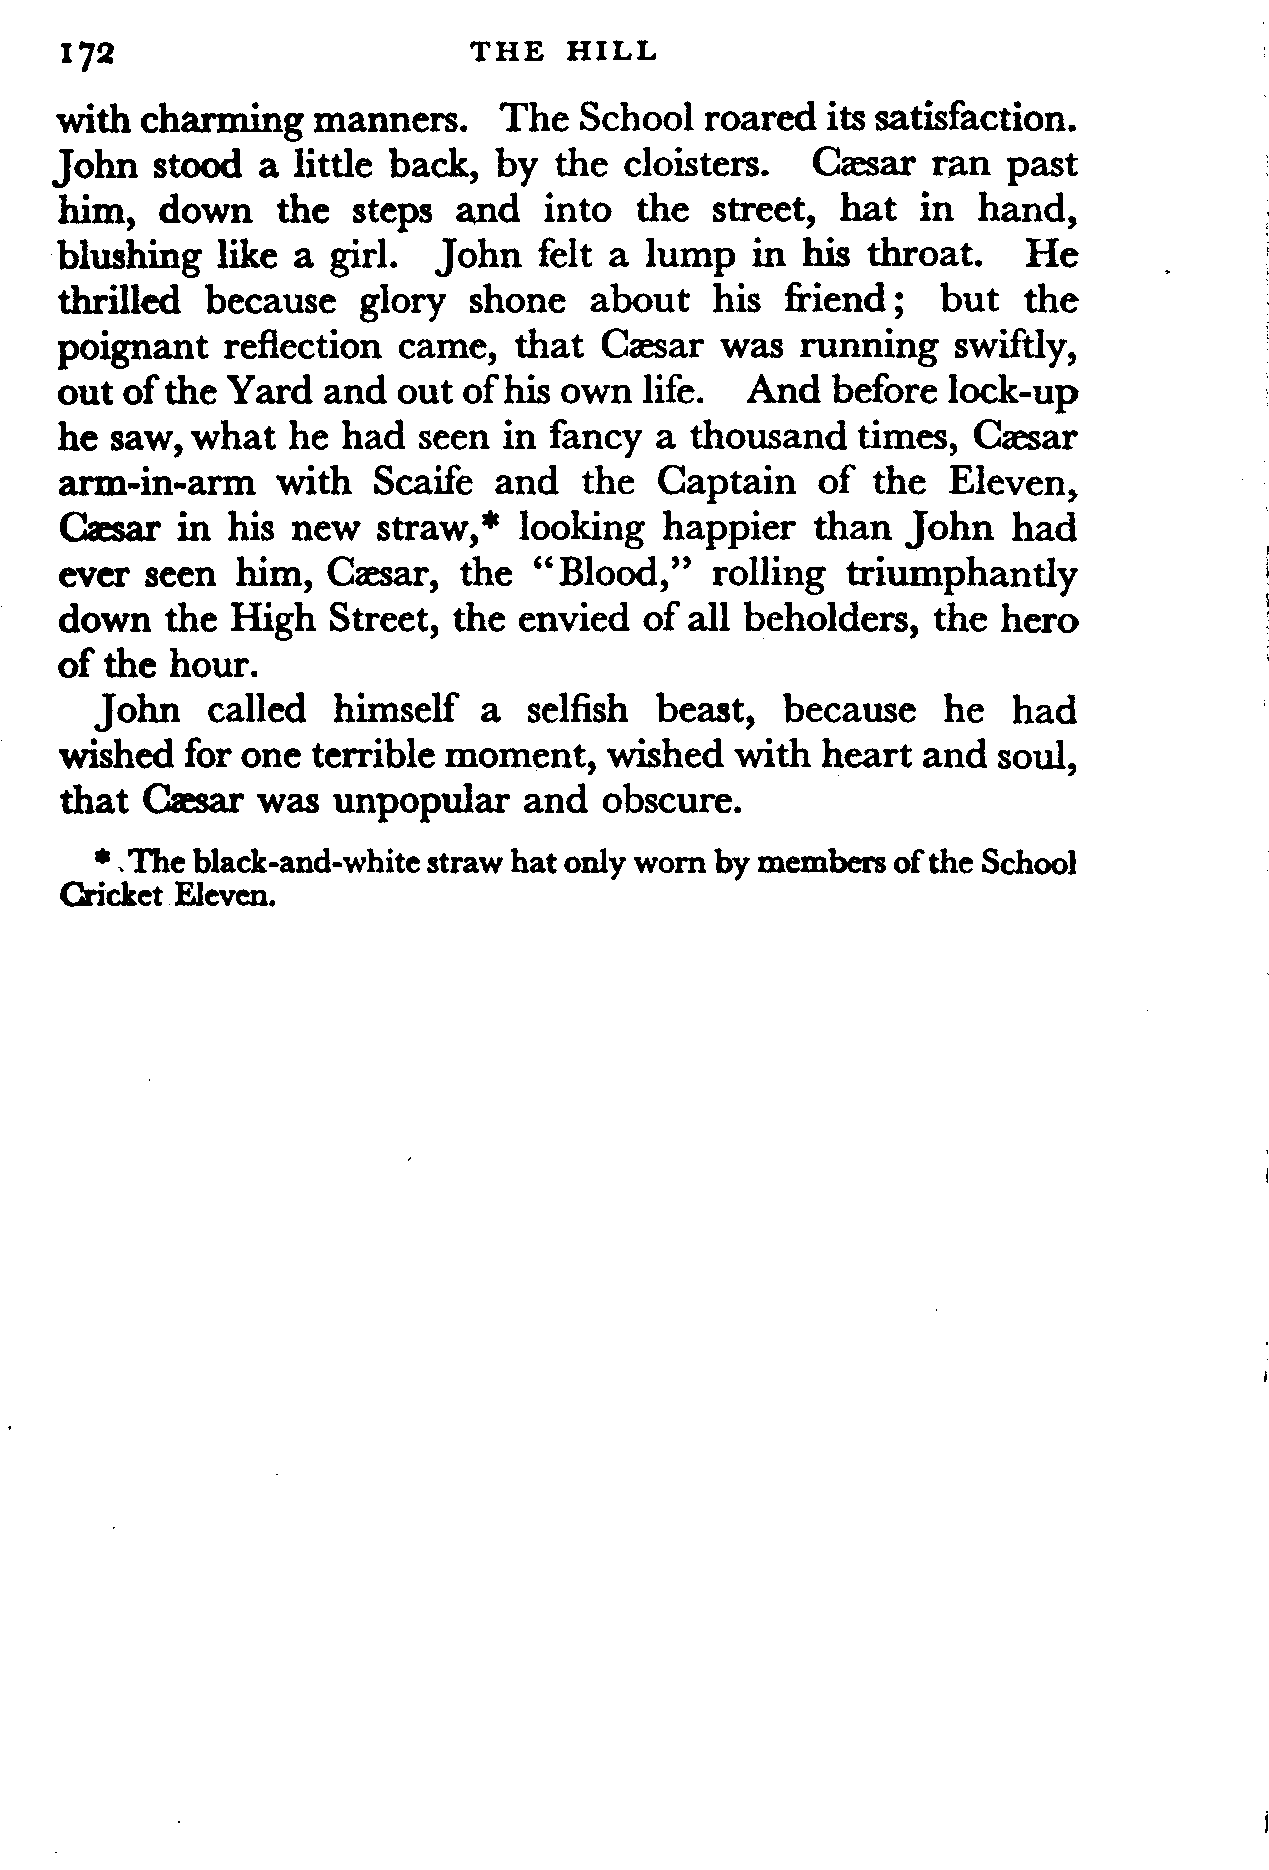 172 THE HILL
with charming manners. The School roared its satisfaction.
John stood a little back, by the cloisters. Cæsar ran past
him, down the steps and into the street, hat in hand,
blushing like a girl. John felt a lump in his throat. He
thrilled because glory shone about his friend; but the
poignant reflection came, that Cæsar was running swiftly,
out of the Yard and out of his own life. And before lock-up
he saw, what he had seen in fancy a thousand times, Cæsar
arm-in-arm with Scaife and the Captain of the Eleven,
Cæsar in his new straw,* looking happier than John had
ever seen him, Cæsar, the “Blood,” rolling triumphantly
down the High Street, the envied of all beholders, the hero
of the hour.
John called himself a selfish beast, because he had
wished for one terrible moment, wished with heart and soul,
that Cæsar was unpopular and obscure.
* The black-and-white straw hat only worn by members of the School
Cricket Eleven.